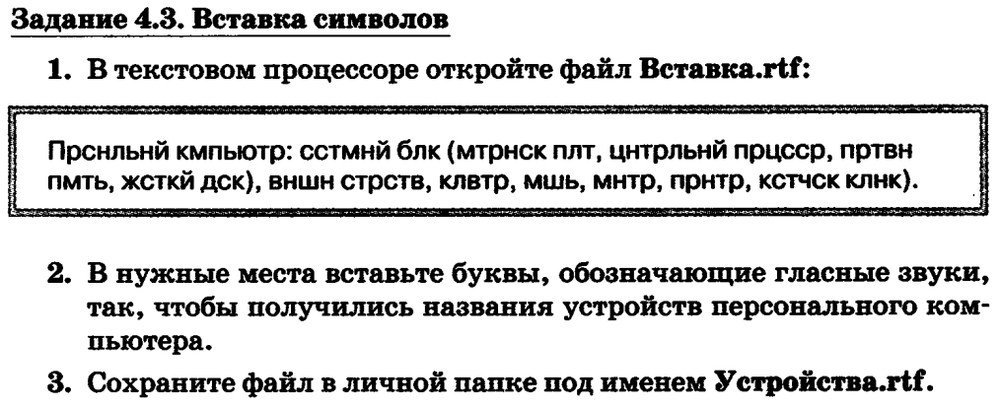 Задание 4.3. Вставка символов
1. В текстовом процессоре откройте файл Вставка.rtf:
Прснльнй кмпьютр: сстмнй блк (мтрнск плт, цнтрльнй прцсср, пртвн
пмть, жсткй дск), вншн стрств, клвтр, мшь, мнтр, прнтр, кстчск клнк).
2. В нужные места вставьте буквы, обозначающие гласные звуки,
так, чтобы получились названия устройств персонального ком-
пьютера.
3. Сохраните файл в личной папке под именем Устройства.rtf.